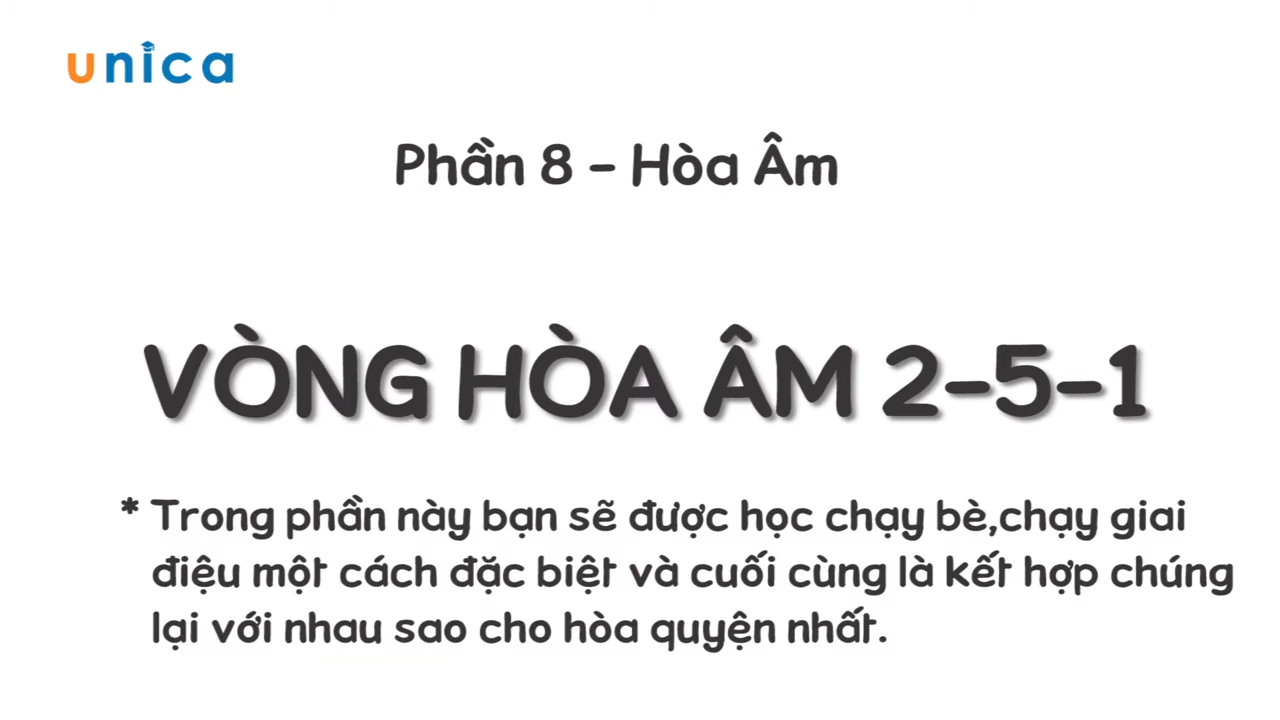 unica
Phần 8 - Hòa Âm
VÒNG HÒA ÂM 2-5-1
* Trong phần này bạn sẽ được học chạy bè,chạy giai
điệu một cách đặc biệt và cuối cùng là kết hợp chúng
lại với nhau sao cho hòa quyện nhất.